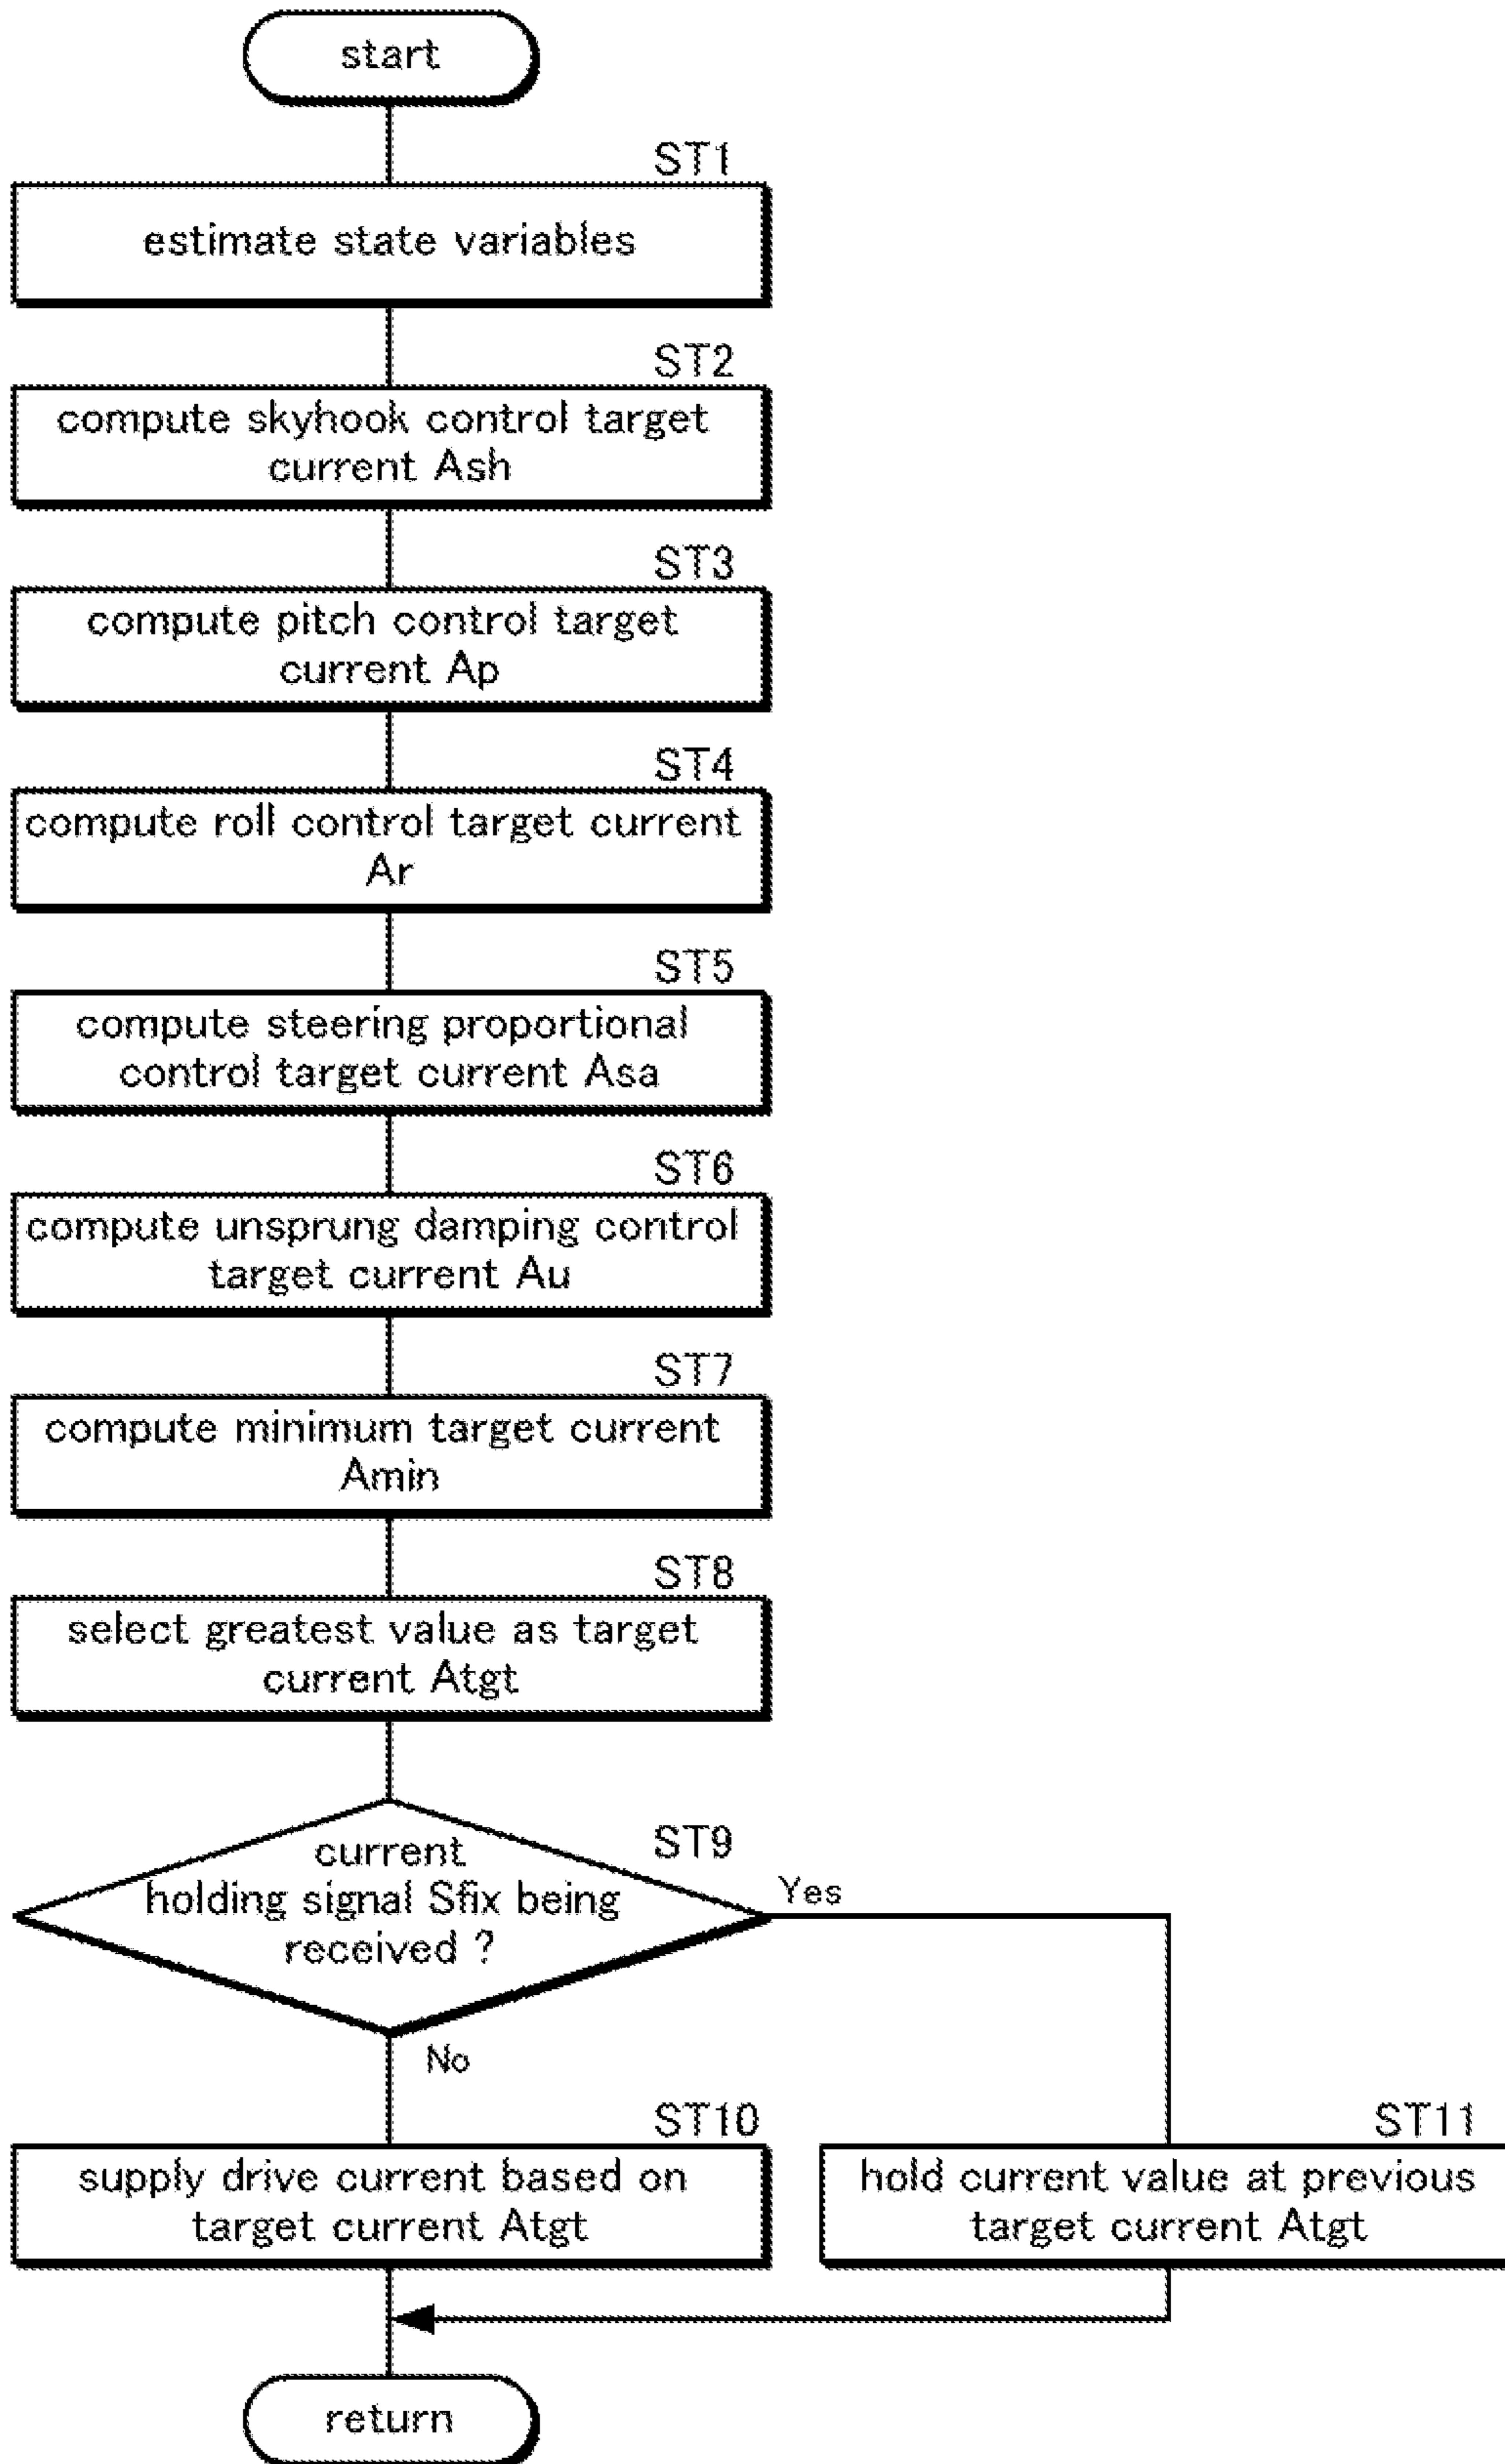 start
ST1
estimate state variables
ST2
compute skyhook control target
current Ash
ST3
compute pitch control target
current Ap
ST4
compute roll control target current
Ar
ST5
compute steering proportional
control target current Asa
ST6
compute unsprung damping control
target current Au
ST7
compute minimum target current
Amin
ST8
select greatest value as target
current Atgt
ST9
current
holding signal Sfix being
received ?
Yes
No
ST10
supply drive current based on
target current Atgt
ST11
hold current value at previous
target current Atgt
return